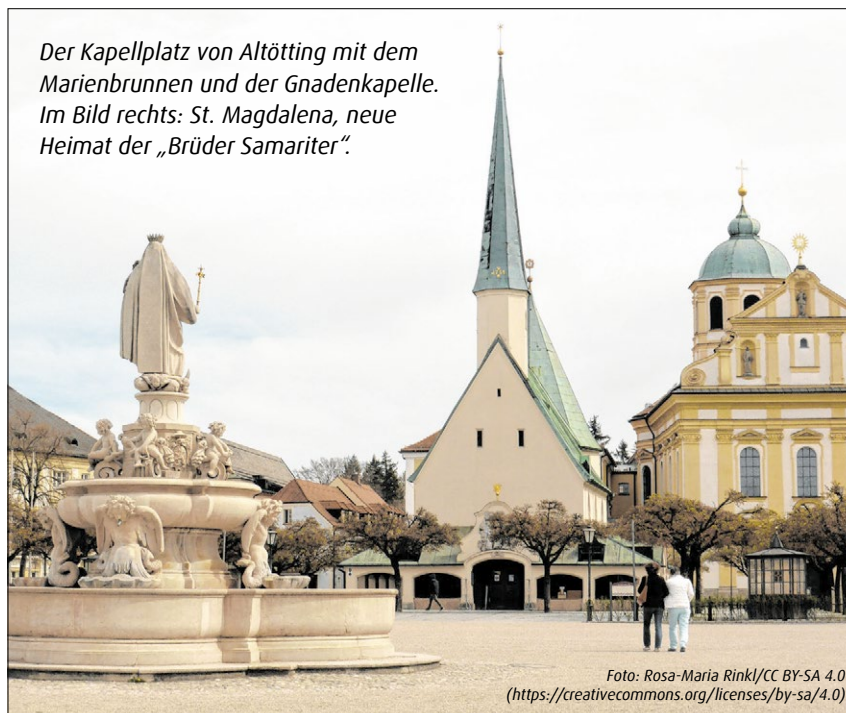 Der Kapellplatz von Altötting mit dem
Marienbrunnen und der Gnadenkapelle.
Im Bild rechts: St. Magdalena, neue
Heimat der „Brüder Samariter“.
Foto: Rosa-Maria Rinkl/CC BY-SA 4.0
(https://creativecommons.org/licenses/by-sa/4.0)